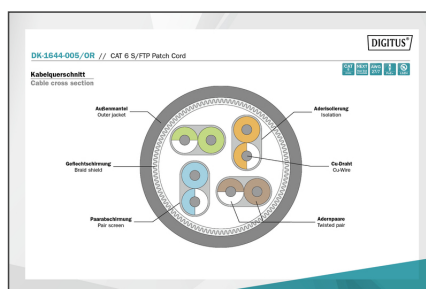 DIGITUS®
DK-1644-005/OR // CAT 6 S/FTP Patch Cord
Kabelquerschnitt
Cable cross section
Außenmantel
Outer jacket
Aderisolierung
Isolation
Geflechtschirmung
Braid shield
Cu-Draht
Cu-Wire
Paarabschirmung
Pair screen
Adernpaare
Twisted pair